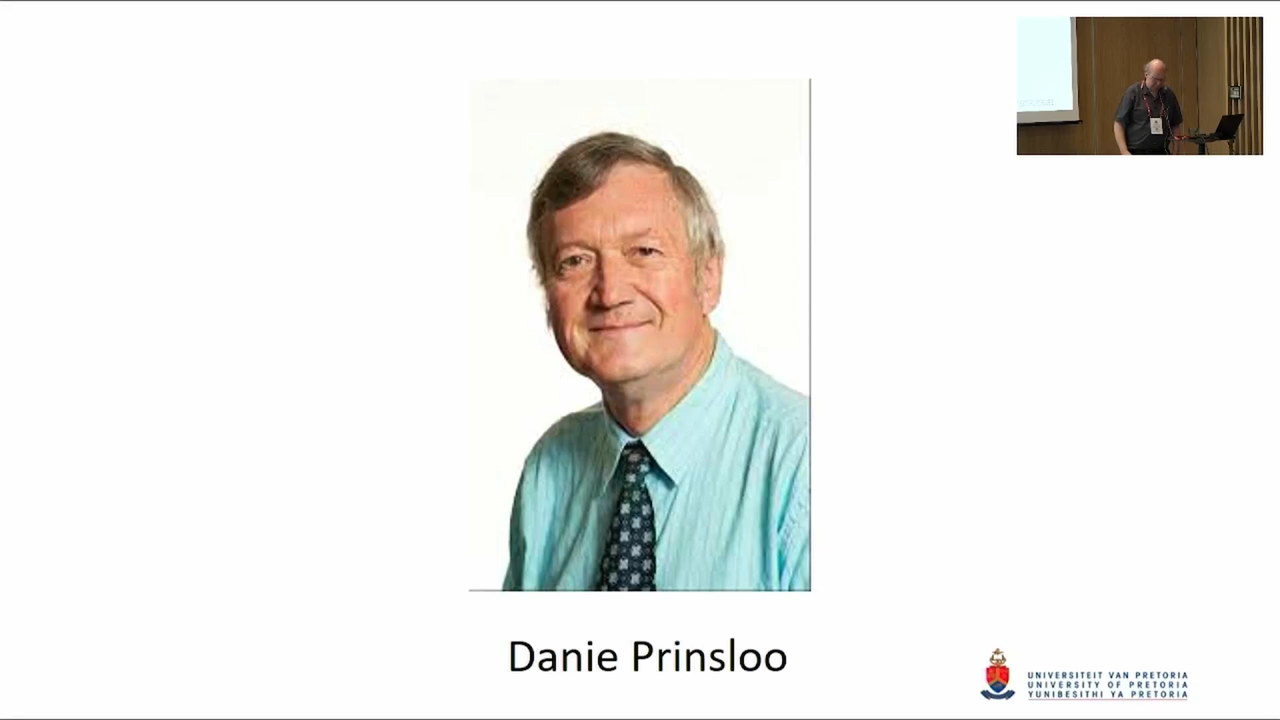 Danie Prinsloo
UNIVERSITEIT VAN PRETORIA
UNIVERSITY OF PRETORIA
YUNIBESITHI YA PRETORIA